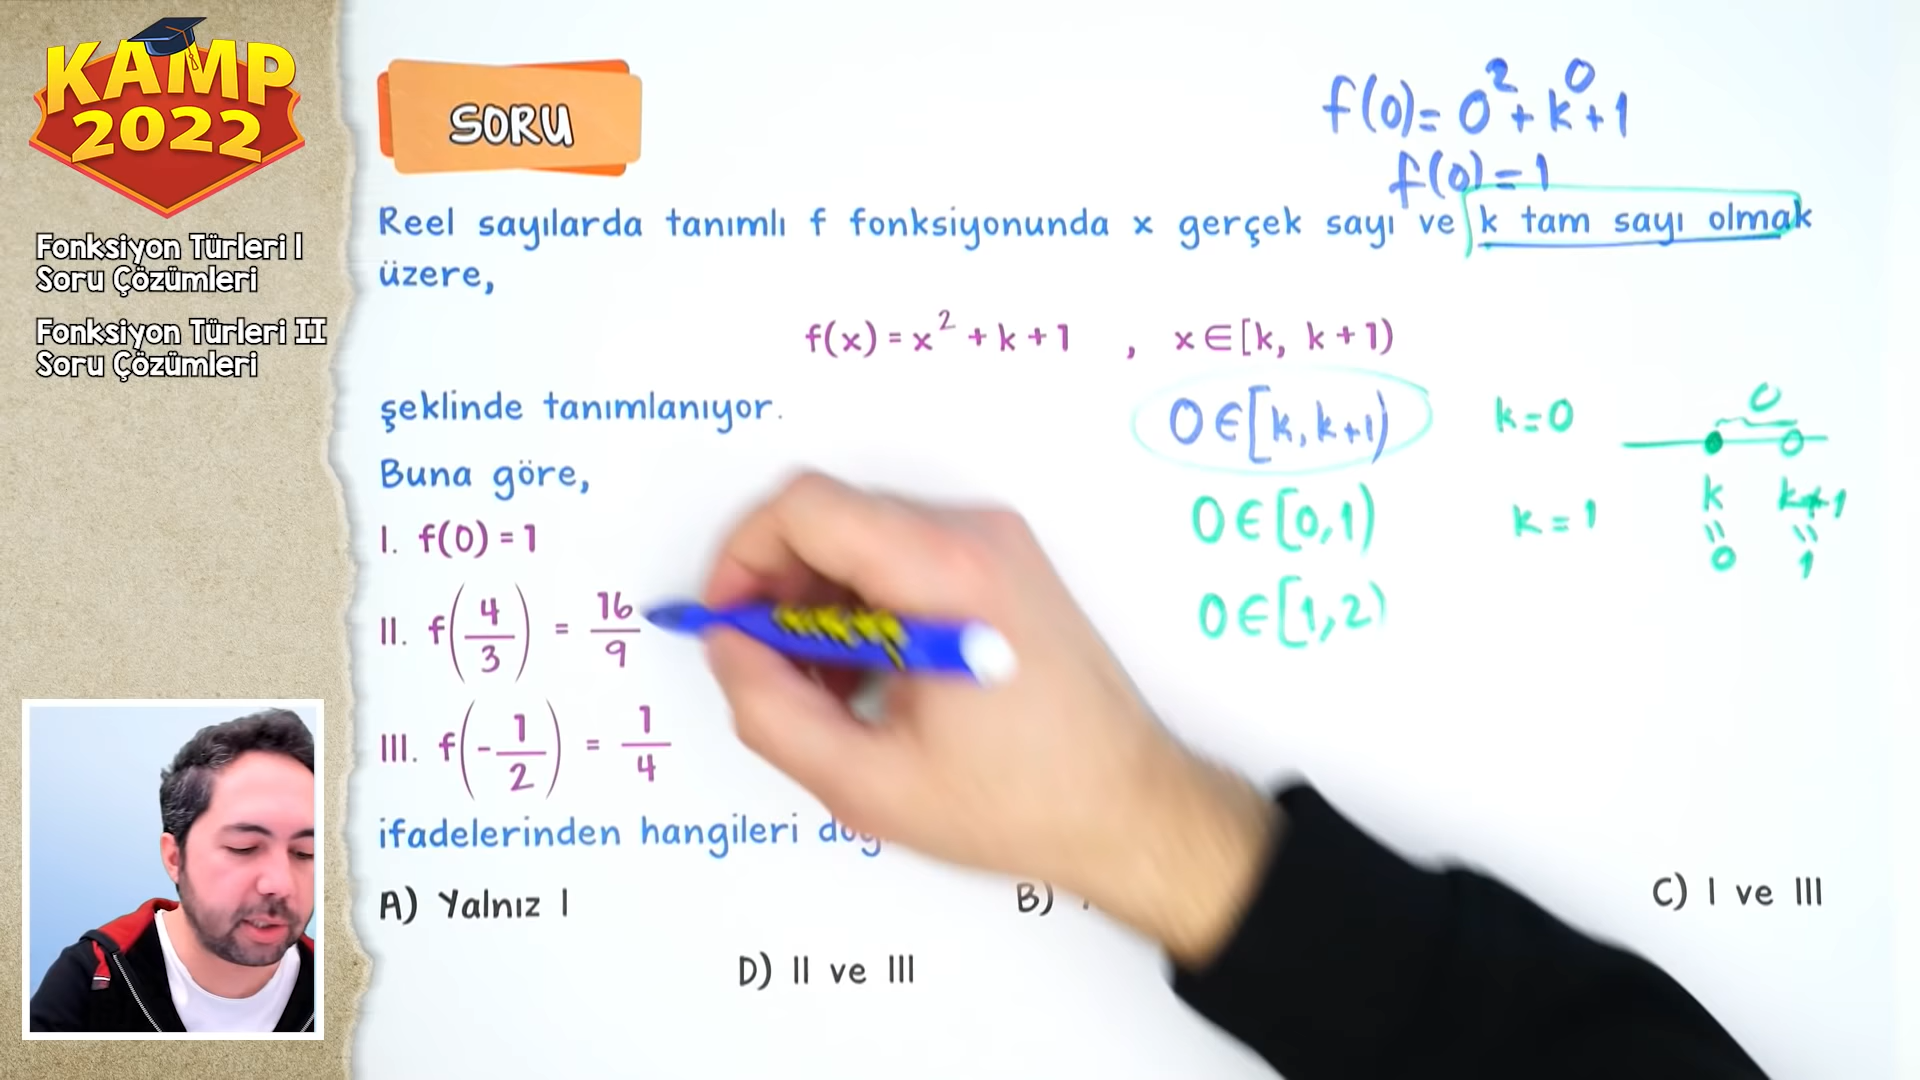 KAMP
2022
Fonksiyon Türleri I
Soru Çözümleri
Fonksiyon Türleri II
Soru Çözümleri
SORU
f(0)= 0² + k⁰ + 1
f(0)=1
Reel sayılarda tanımlı f fonksiyonunda x gerçek sayı ve k tam sayı olmak
üzere,
f(x) = x² + k + 1 , x ∈ [k, k + 1)
şeklinde tanımlanıyor.
0 ∈ [k, k+1)
k=0
0
k
k+1
=
=
0
1
Buna göre,
0 ∈ [0,1)
k=1
0 ∈ [1,2)
I. f(0) = 1
II. f(4/3) = 16/9
III. f(-1/2) = 1/4
ifadelerinden hangileri
A) Yalnız I
B)
C) I ve III
D) II ve III